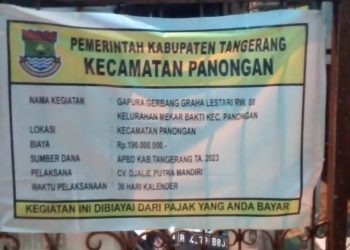 PEMERINTAH KABUPATEN TANGERANG
KECAMATAN PANONGAN
NAMA KEGIATAN : GAPURA GERBANG GRAHA LESTARI RW. 08
KELURAHAN MEKAR BAKTI KEC. PANONGAN
LOKASI : KECAMATAN PANONGAN
BIAYA : Rp.190.000.000.-
SUMBER DANA : APBD KAB.TANGERANG TA. 2023
PELAKSANA : CV. DJALIE PUTRA MANDIRI
WAKTU PELAKSANAAN : 30 HARI KALENDER
KEGIATAN INI DIBIAYAI DARI PAJAK YANG ANDA BAYAR